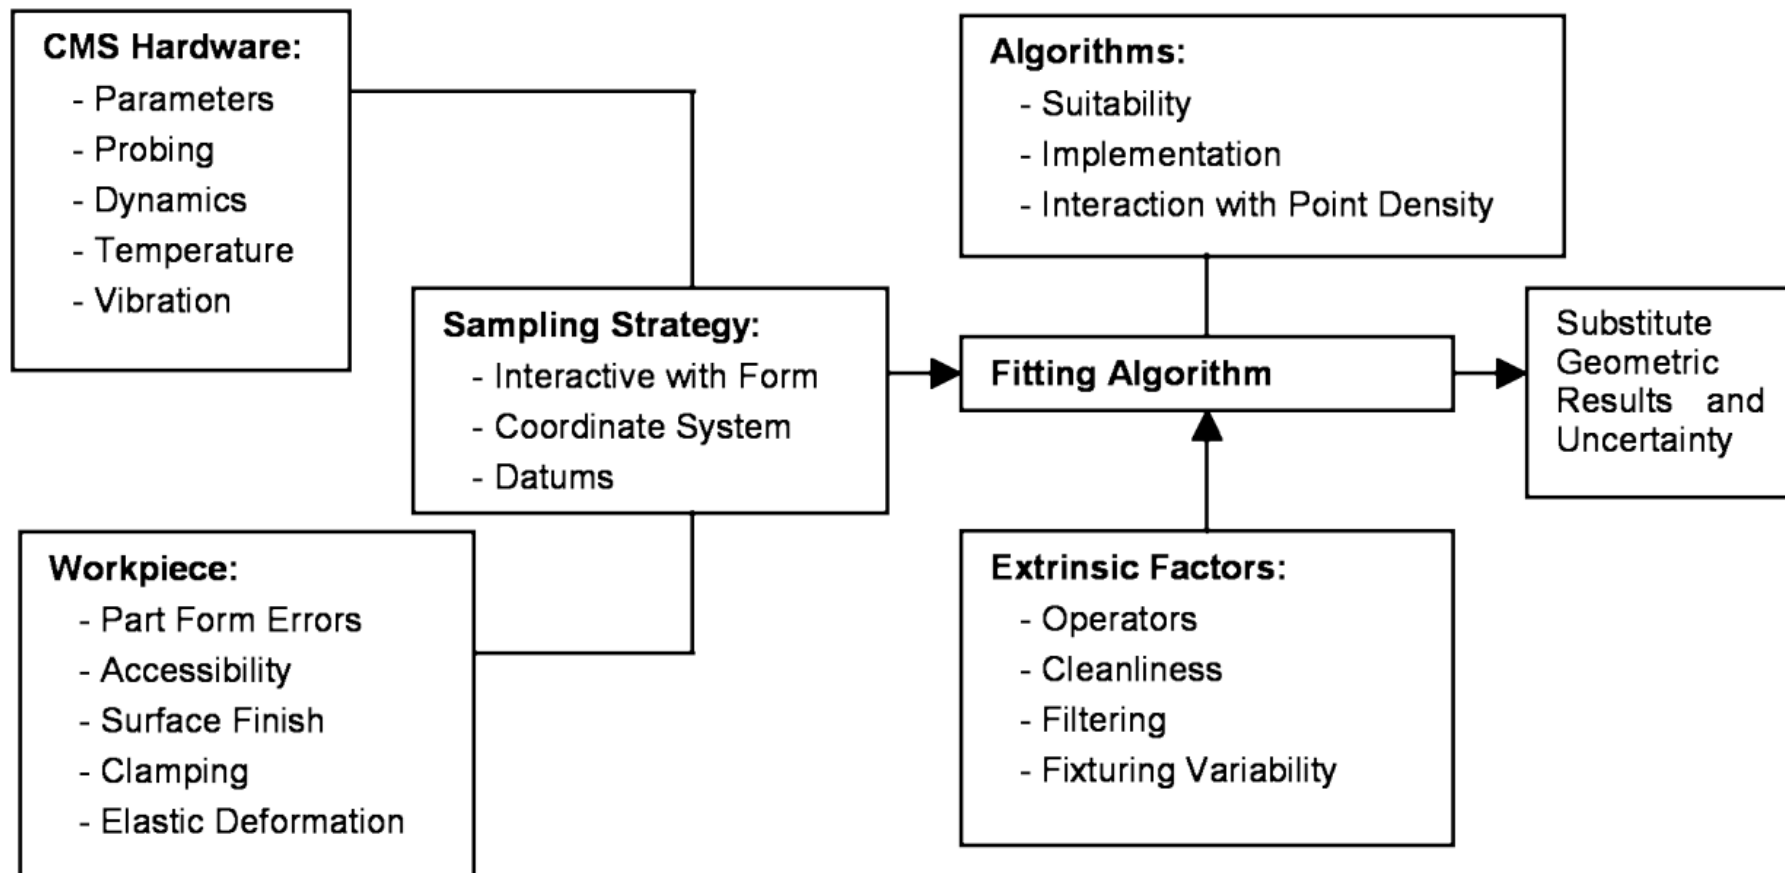 CMS Hardware:
- Parameters
- Probing
- Dynamics
- Temperature
- Vibration
Workpiece:
- Part Form Errors
- Accessibility
- Surface Finish
- Clamping
- Elastic Deformation
Sampling Strategy:
- Interactive with Form
- Coordinate System
- Datums
Algorithms:
- Suitability
- Implementation
- Interaction with Point Density
Fitting Algorithm
Extrinsic Factors:
- Operators
- Cleanliness
- Filtering
- Fixturing Variability
Substitute
Geometric
Results and
Uncertainty